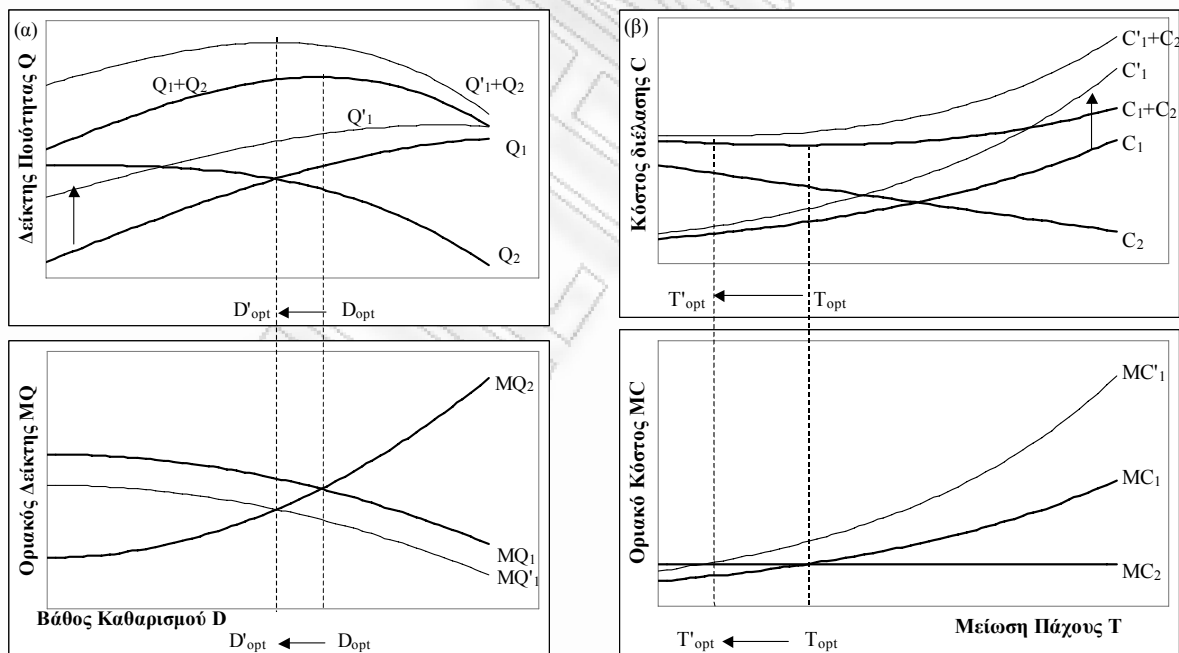 (α)
Δείκτης Ποιότητας Q
Q1+Q2
Q'1+Q2
Q'1
Q1
Q2
D'opt
Dopt
Οριακός Δείκτης MQ
MQ2
MQ1
MQ'1
Βάθος Καθαρισμού D
D'opt
Dopt
(β)
Κόστος διέλασης C
C'1+C2
C'1
C1+C2
C1
C2
T'opt
Topt
Οριακό Κόστος MC
MC'1
MC1
MC2
Μείωση Πάχους T
T'opt
Topt